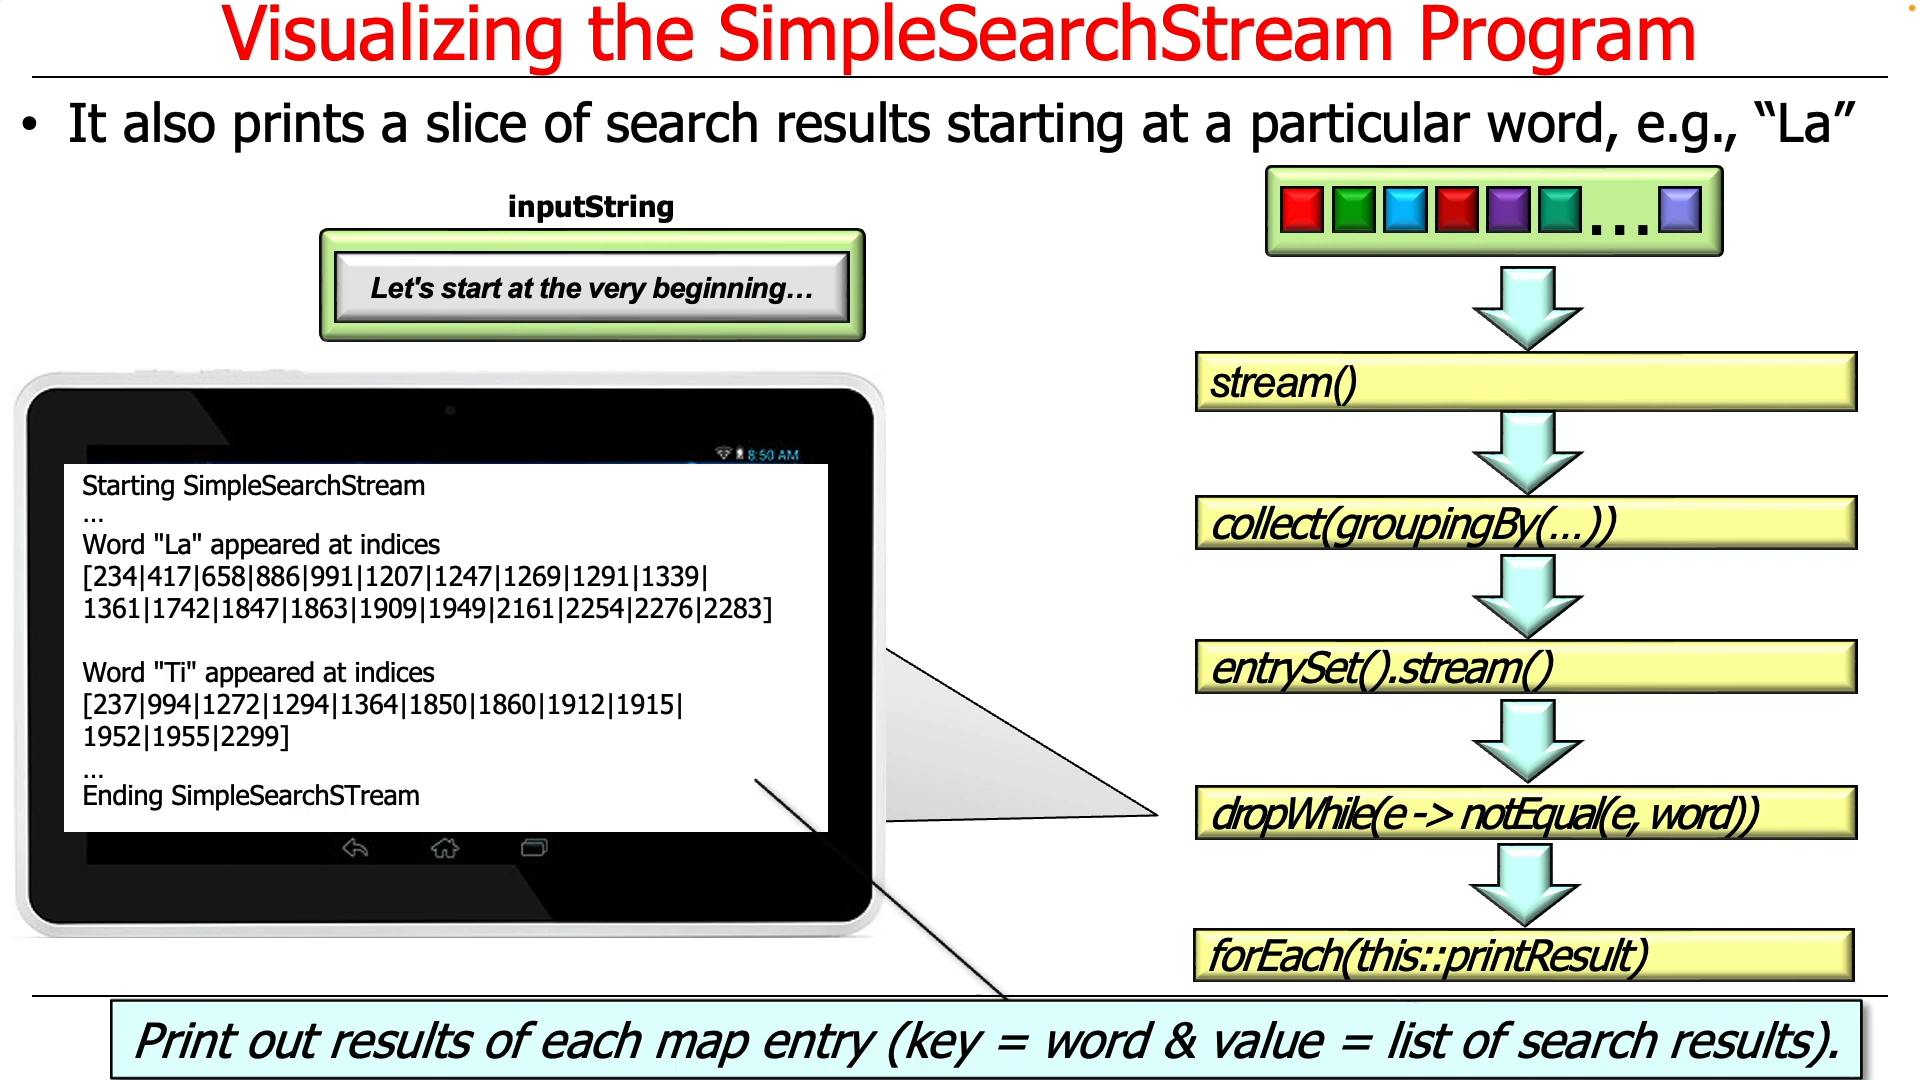 Visualizing the SimpleSearchStream Program
• It also prints a slice of search results starting at a particular word, e.g., “La”
inputString
Let's start at the very beginning…
8:50 AM
Starting SimpleSearchStream
...
Word "La" appeared at indices
[234|417|658|886|991|1207|1247|1269|1291|1339|
1361|1742|1847|1863|1909|1949|2161|2254|2276|2283]
Word "Ti" appeared at indices
[237|994|1272|1294|1364|1850|1860|1912|1915|
1952|1955|2299]
...
Ending SimpleSearchSTream
...
stream()
collect(groupingBy(...))
entrySet().stream()
dropWhile(e -> notEqual(e, word))
forEach(this::printResult)
Print out results of each map entry (key = word & value = list of search results).